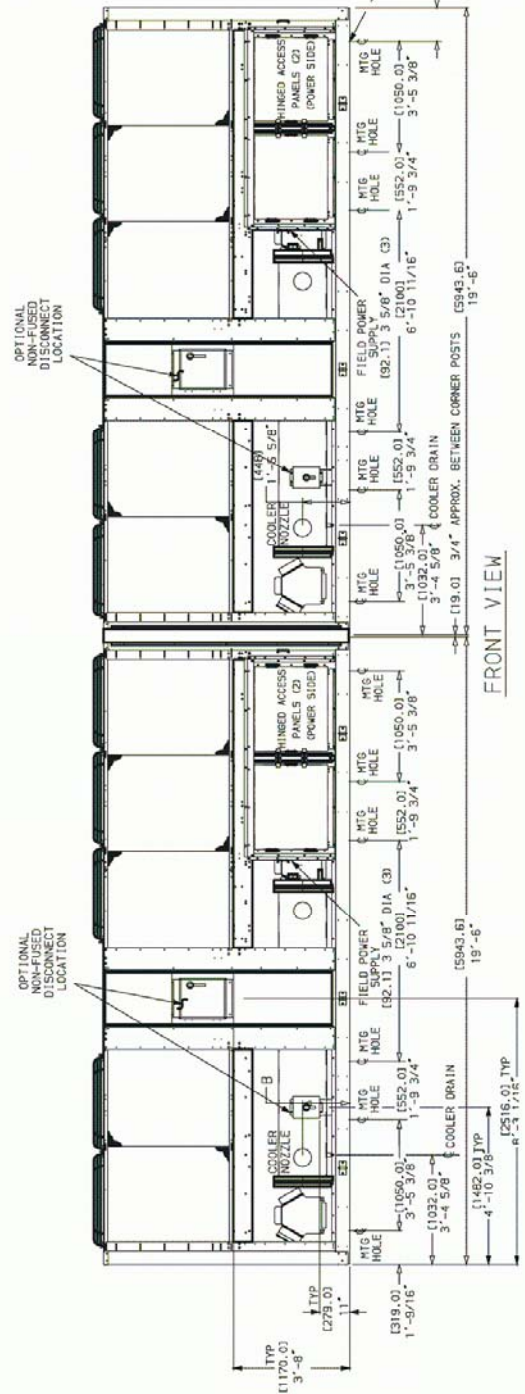 OPTIONAL
NON-FUSED
DISCONNECT
LOCATION
OPTIONAL
NON-FUSED
DISCONNECT
LOCATION
TYP
[1170.0]
3'-8"
TYP
[279.0]
11"
COOLER
NOZZLE
B
HINGED ACCESS
PANELS (2)
(POWER SIDE)
COOLER
NOZZLE
[446]
1'-5 5/8"
HINGED ACCESS
PANELS (2)
(POWER SIDE)
MTG
HOLE
MTG
HOLE
MTG
HOLE
FIELD POWER
SUPPLY
[92.1] 3 5/8" DIA (3)
MTG
HOLE
MTG
HOLE
MTG
HOLE
MTG
HOLE
MTG
HOLE
FIELD POWER
SUPPLY
[92.1] 3 5/8" DIA (3)
MTG
HOLE
MTG
HOLE
MTG
HOLE
[319.0]
1'-9/16"
[1050.0]
3'-5 3/8"
[552.0]
1'-9 3/4"
[2100]
6'-10 11/16"
[552.0]
1'-9 3/4"
[1050.0]
3'-5 3/8"
[1050.0]
3'-5 3/8"
[552.0]
1'-9 3/4"
[2100]
6'-10 11/16"
[552.0]
1'-9 3/4"
[1050.0]
3'-5 3/8"
[1032.0]
3'-4 5/8"
COOLER DRAIN
[1032.0]
3'-4 5/8"
COOLER DRAIN
[1482.0] TYP
4'-10 3/8"
[5943.6]
19'-6"
[19.0] 3/4" APPROX. BETWEEN CORNER POSTS
[5943.6]
19'-6"
[2516.0] TYP
8'-3 1/16"
FRONT VIEW